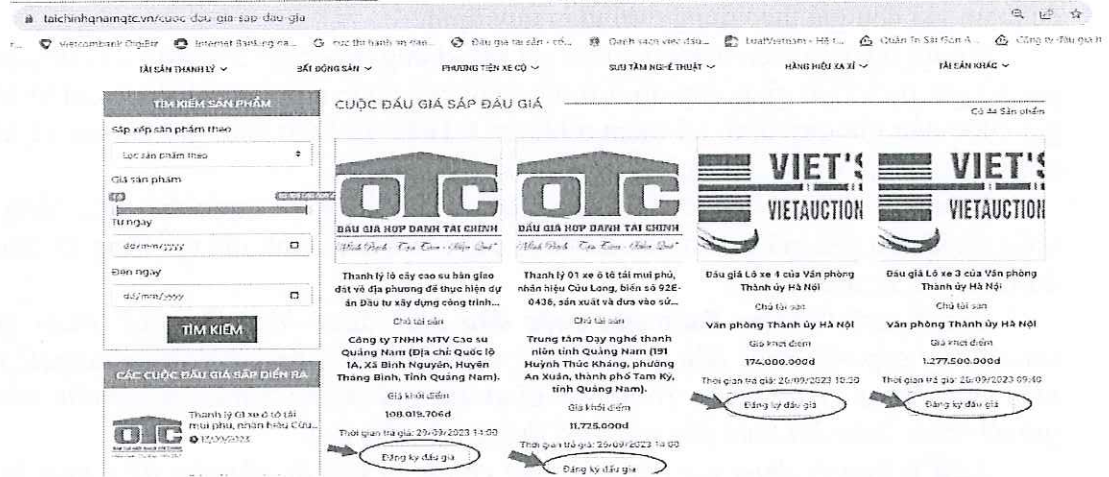 taichinhqnamqtc.vn/cuoc-dau-gia-sap-dau-gia
Vietcombank DigiBiz
Internet Banking
Đấu giá tài sản - cổ...
Danh sách việc đấu...
LuatVietnam
TÀI SẢN THANH LÝ
BẤT ĐỘNG SẢN
PHƯƠNG TIỆN XE CỘ
SƯU TẦM NGHỆ THUẬT
HÀNG HIỆU XA XỈ
TÀI SẢN KHÁC
TÌM KIẾM SẢN PHẨM
Sắp xếp sản phẩm theo
Lọc sản phẩm theo
Giá sản phẩm
Từ ngày
dd/mm/yyyy
Đến ngày
dd/mm/yyyy
TÌM KIẾM
CÁC CUỘC ĐẤU GIÁ SẮP DIỄN RA
Thanh lý 01 xe ô tô tải
mui phủ, nhãn hiệu Cửu...
CUỘC ĐẤU GIÁ SẮP ĐẤU GIÁ
Có 44 Sản phẩm
OTC
ĐẤU GIÁ HỢP DANH TÀI CHÍNH
Thanh lý lô cây cao su bàn giao
đất về địa phương để thực hiện dự
án Đầu tư xây dựng công trình...
Chủ tài sản
Công ty TNHH MTV Cao su
Quảng Nam (Địa chỉ: Quốc lộ
1A, Xã Bình Nguyên, Huyện
Thăng Bình, Tỉnh Quảng Nam).
Giá khởi điểm
108.019.706đ
Thời gian trả giá: 29/09/2023 14:00
Đăng ký đấu giá
OTC
ĐẤU GIÁ HỢP DANH TÀI CHÍNH
Thanh lý 01 xe ô tô tải mui phủ,
nhãn hiệu Cửu Long, biển số 92E-
0436, sản xuất và đưa vào sử...
Chủ tài sản
Trung tâm Dạy nghề thanh
niên tỉnh Quảng Nam (191
Huỳnh Thúc Kháng, phường
An Xuân, thành phố Tam Kỳ,
tỉnh Quảng Nam).
Giá khởi điểm
11.725.000đ
Thời gian trả giá: 29/09/2023 14:00
Đăng ký đấu giá
VIET'S
VIETAUCTION
Đấu giá Lô xe 4 của Văn phòng
Thành ủy Hà Nội
Chủ tài sản
Văn phòng Thành ủy Hà Nội
Giá khởi điểm
174.000.000đ
Thời gian trả giá: 26/09/2023 10:30
Đăng ký đấu giá
VIET'S
VIETAUCTION
Đấu giá Lô xe 3 của Văn phòng
Thành ủy Hà Nội
Chủ tài sản
Văn phòng Thành ủy Hà Nội
Giá khởi điểm
1.277.500.000đ
Thời gian trả giá: 26/09/2023 09:40
Đăng ký đấu giá